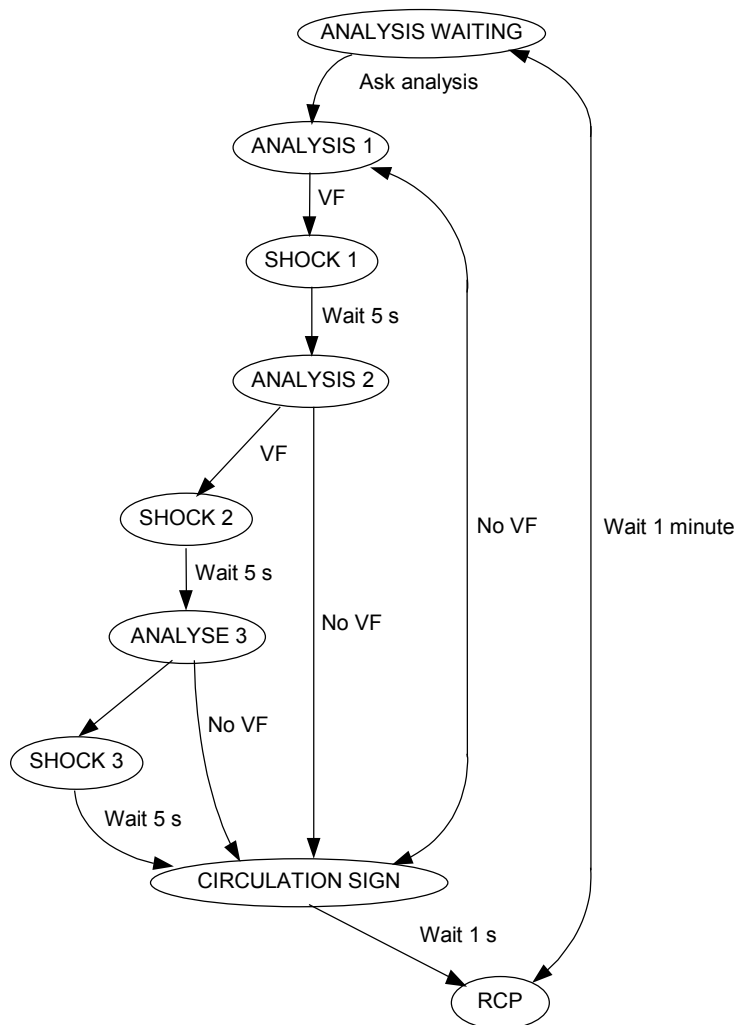 ANALYSIS WAITING
Ask analysis
ANALYSIS 1
VF
SHOCK 1
Wait 5 s
ANALYSIS 2
VF
SHOCK 2
No VF
Wait 1 minute
Wait 5 s
No VF
ANALYSE 3
No VF
SHOCK 3
Wait 5 s
CIRCULATION SIGN
Wait 1 s
RCP